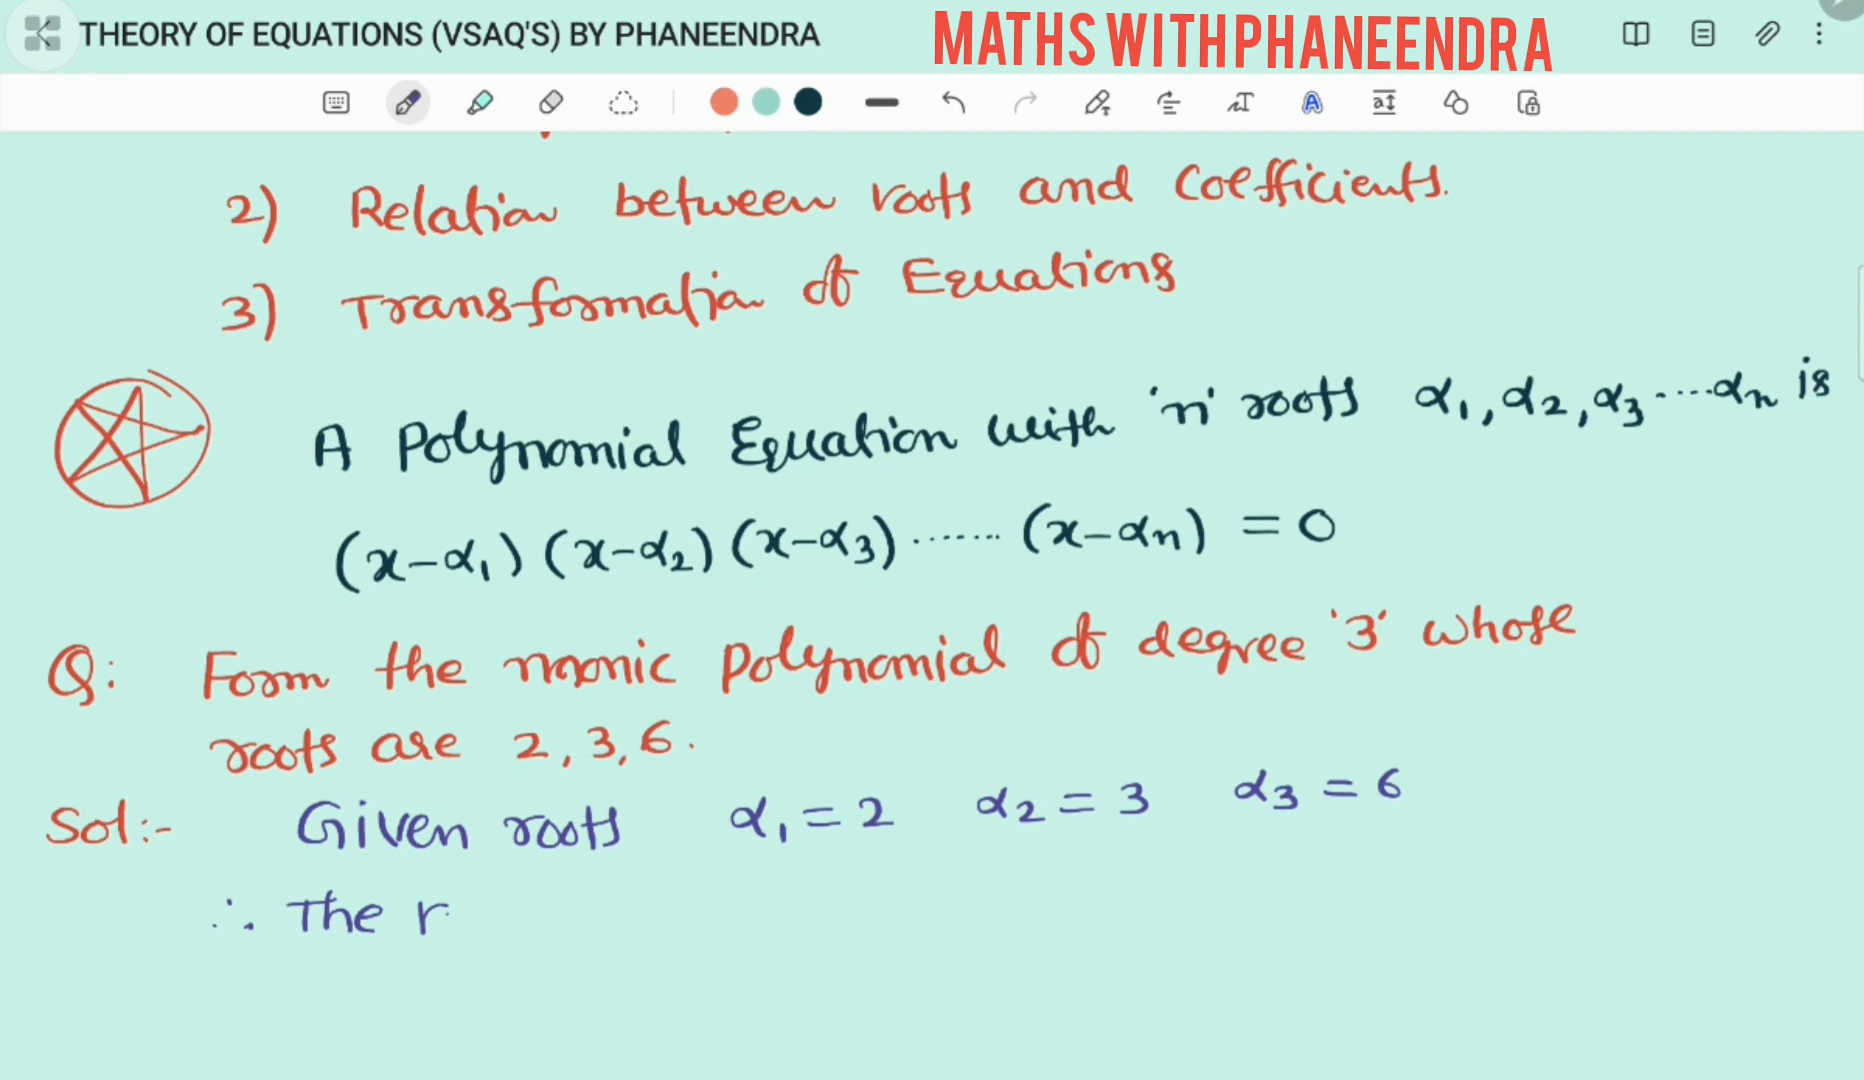 THEORY OF EQUATIONS (VSAQ'S) BY PHANEENDRA
MATHS WITH PHANEENDRA
2) Relation between roots and Coefficients.
3) Transformation of Equations
A Polynomial Equation with 'n' roots α₁, α₂, α₃ ..... αn is
(x-α₁) (x-α₂) (x-α₃) ....... (x-αn) = 0
Q: Form the monic polynomial of degree '3' whose
roots are 2, 3, 6.
Sol:- Given roots α₁ = 2 α₂ = 3 α₃ = 6
∴ The r